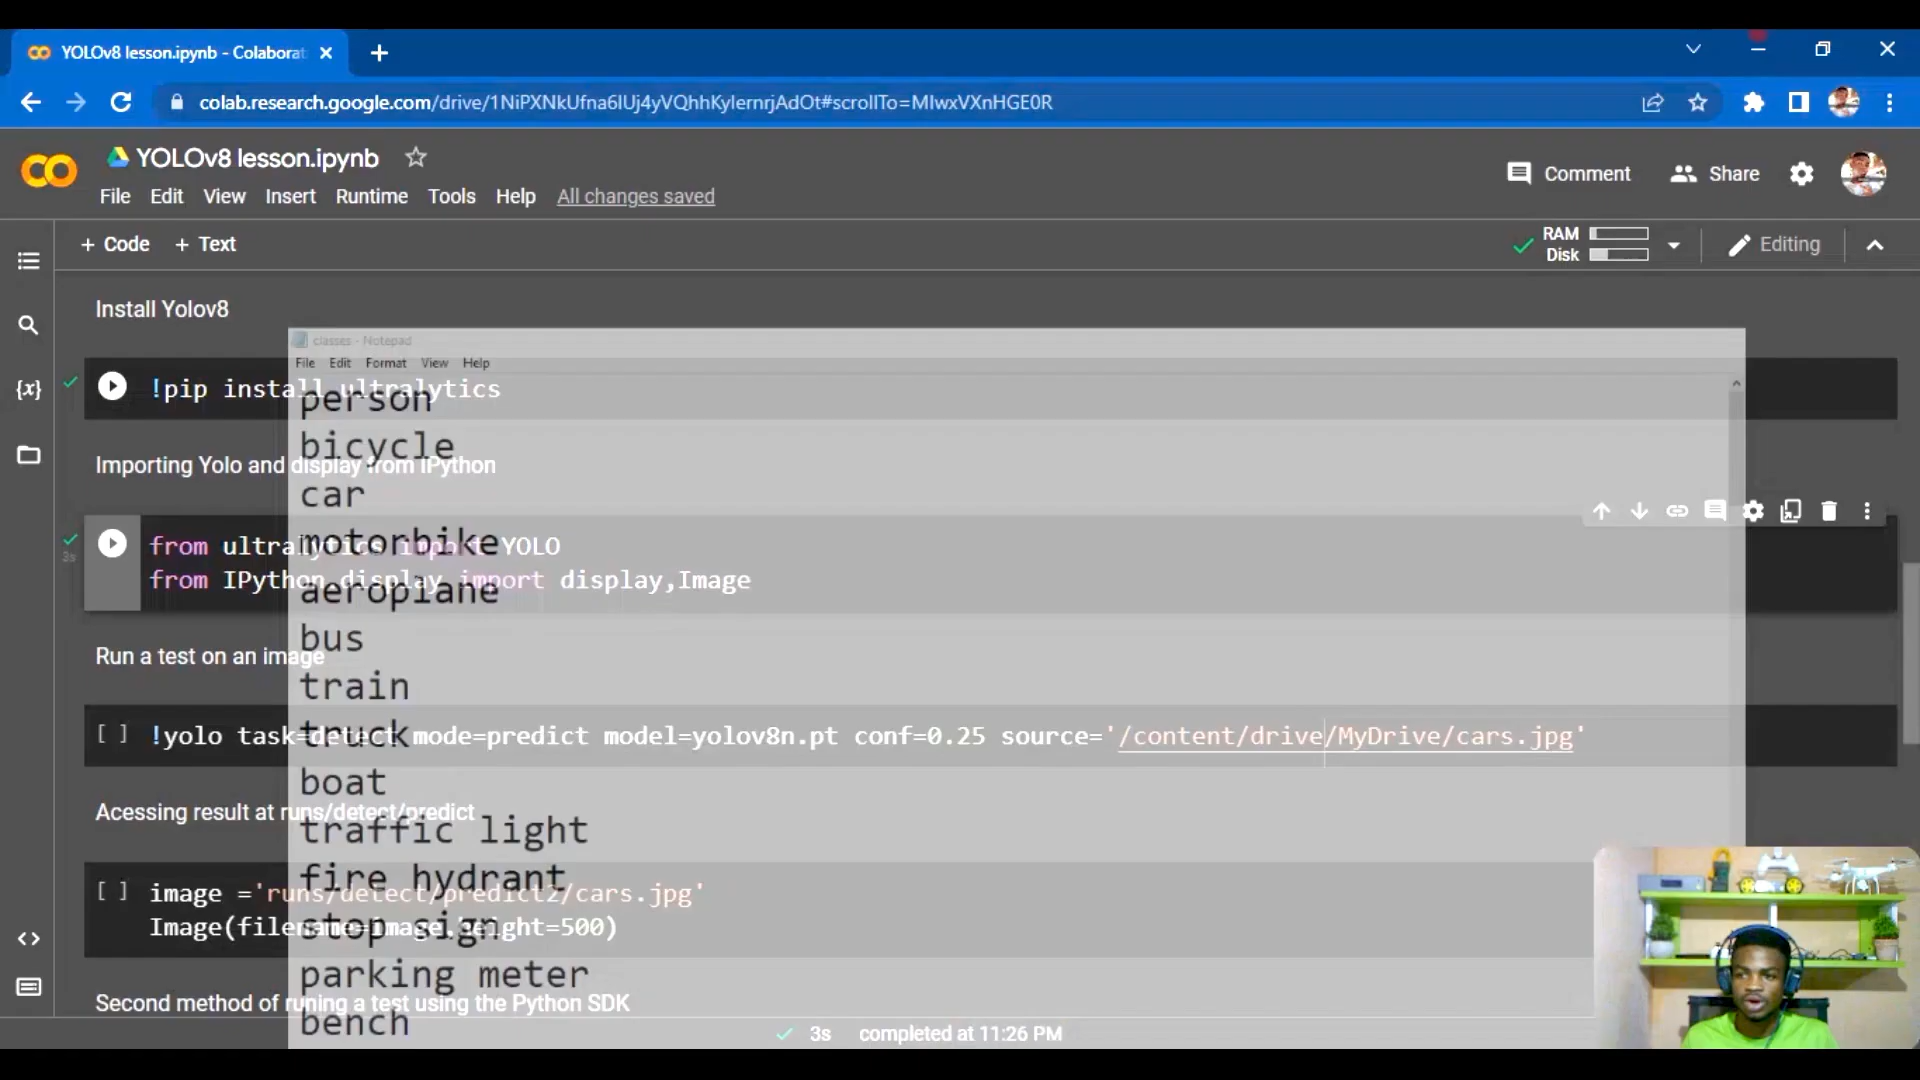 YOLOv8 lesson.ipynb - Colaborat
colab.research.google.com/drive/1NiPXNkUfna6lUj4yVQhhKylernrjAdOt#scrollTo=MlwxVXnHGE0R
YOLOv8 lesson.ipynb
Comment
Share
File Edit View Insert Runtime Tools Help All changes saved
+ Code + Text
RAM
Disk
Editing
Install Yolov8
classes - Notepad
File Edit Format View Help
!pip install ultralytics
person
bicycle
Importing Yolo and display from IPython
car
motorbike
from ultralytics import YOLO
3s
from IPython.display import display,Image
aeroplane
bus
Run a test on an image
train
truck
[ ] !yolo task=detect mode=predict model=yolov8n.pt conf=0.25 source='/content/drive/MyDrive/cars.jpg'
boat
Acessing result at runs/detect/predict
traffic light
fire hydrant
[ ] image ='runs/detect/predict2/cars.jpg'
Image(filename=image,height=500)
stop sign
parking meter
Second method of runing a test using the Python SDK
bench
3s completed at 11:26 PM